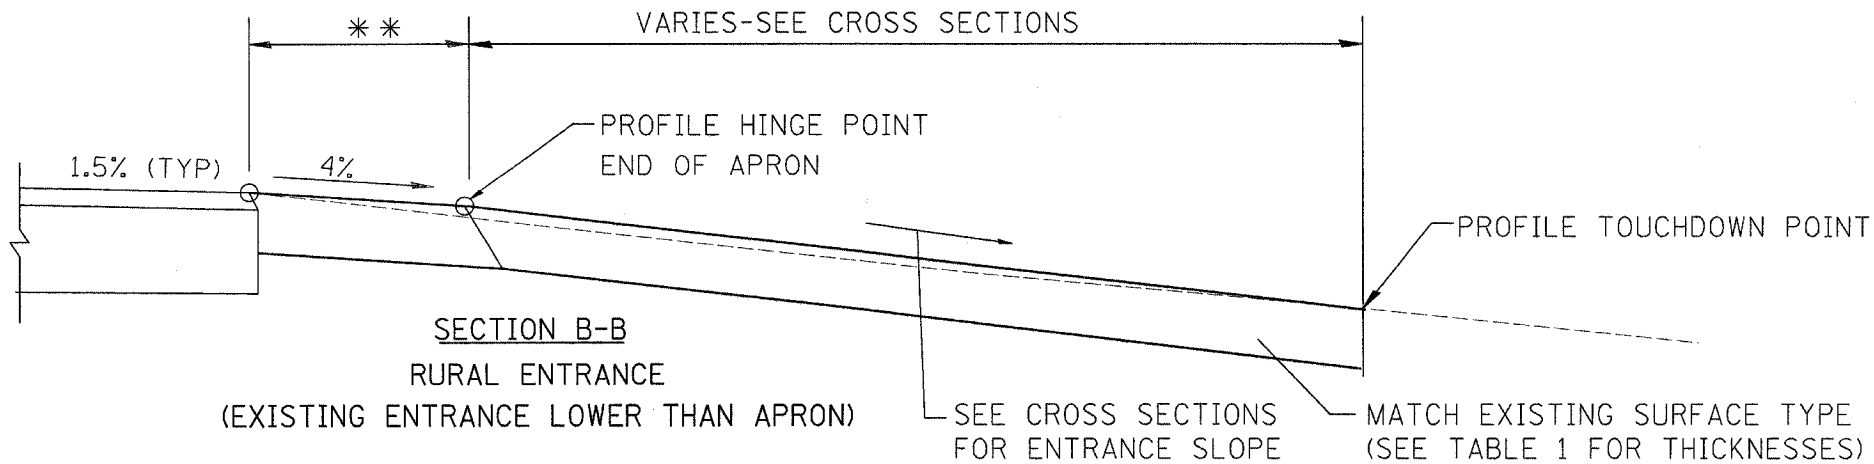 ** VARIES-SEE CROSS SECTIONS
PROFILE HINGE POINT
END OF APRON
1.5% (TYP) 4%
PROFILE TOUCHDOWN POINT
SECTION B-B
RURAL ENTRANCE
(EXISTING ENTRANCE LOWER THAN APRON)
SEE CROSS SECTIONS
FOR ENTRANCE SLOPE
MATCH EXISTING SURFACE TYPE
(SEE TABLE 1 FOR THICKNESSES)